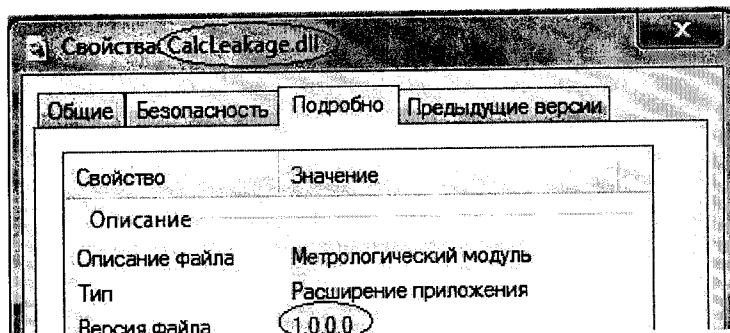 Свойства: CalcLeakage.dll
Общие Безопасность Подробно Предыдущие версии
Свойство Значение
Описание
Описание файла Метрологический модуль
Тип Расширение приложения
Версия файла 1.0.0.0